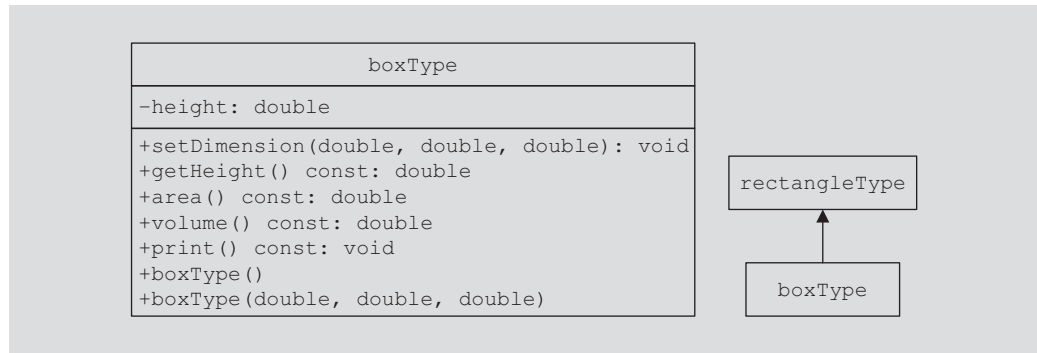 boxType
-height: double
+setDimension(double, double, double): void
+getHeight() const: double
+area() const: double
+volume() const: double
+print() const: void
+boxType()
+boxType(double, double, double)
rectangleType
boxType